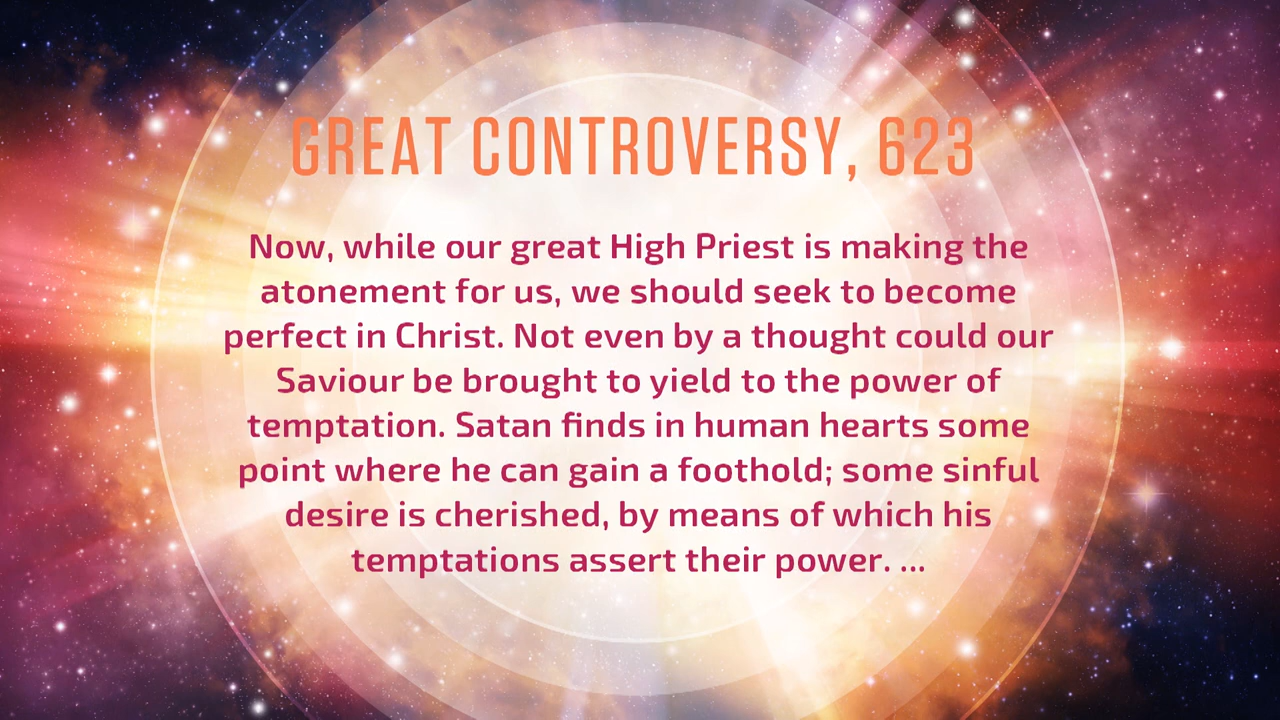 GREAT CONTROVERSY, 623
Now, while our great High Priest is making the
atonement for us, we should seek to become
perfect in Christ. Not even by a thought could our
Saviour be brought to yield to the power of
temptation. Satan finds in human hearts some
point where he can gain a foothold; some sinful
desire is cherished, by means of which his
temptations assert their power. ...